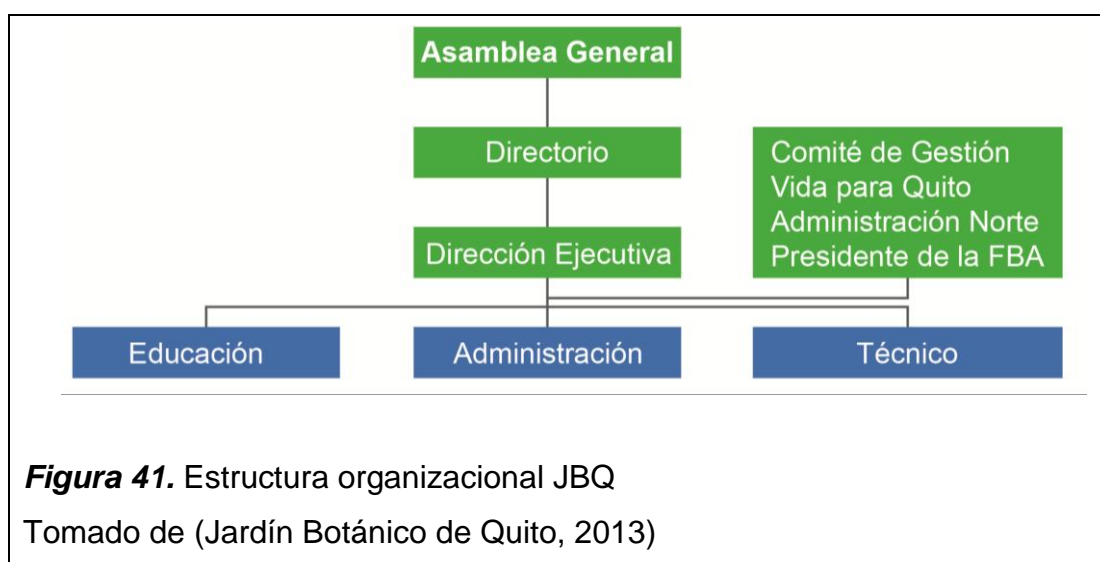 Asamblea General
Directorio
Comité de Gestión
Vida para Quito
Administración Norte
Presidente de la FBA
Dirección Ejecutiva
Educación
Administración
Técnico
Figura 41. Estructura organizacional JBQ
Tomado de (Jardín Botánico de Quito, 2013)